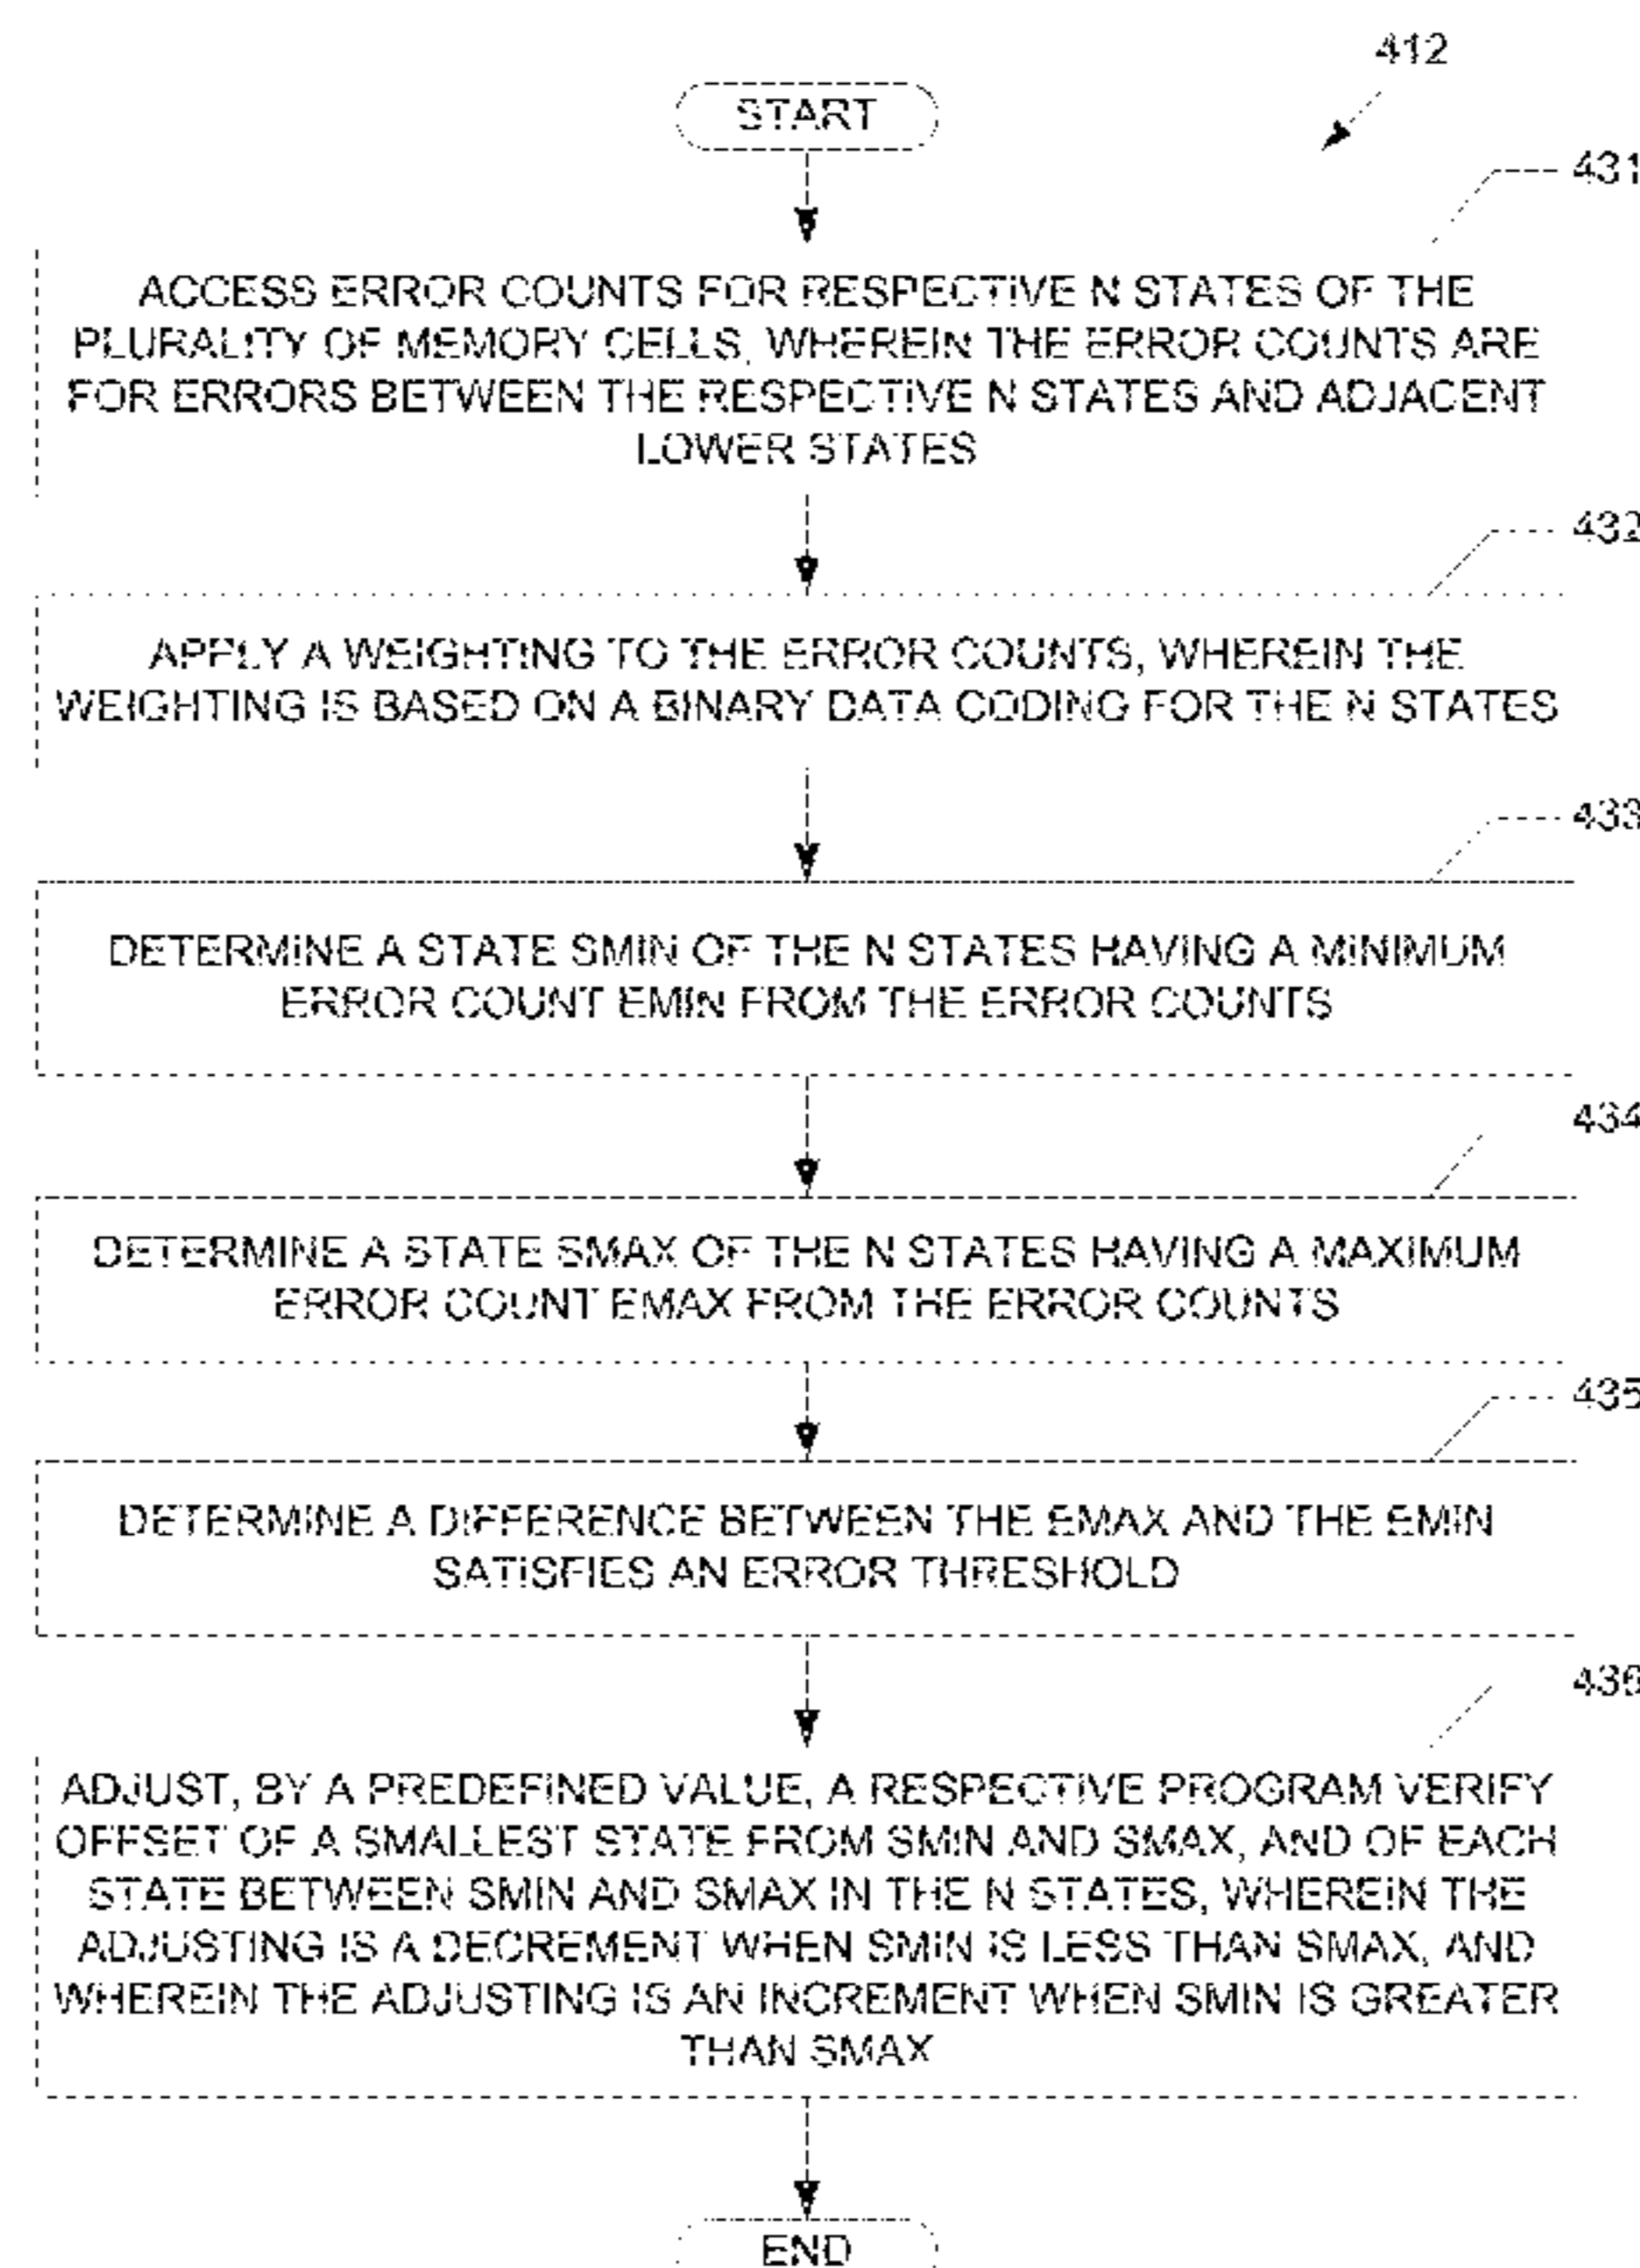 412
START
431
ACCESS ERROR COUNTS FOR RESPECTIVE N STATES OF THE
PLURALITY OF MEMORY CELLS, WHEREIN THE ERROR COUNTS ARE
FOR ERRORS BETWEEN THE RESPECTIVE N STATES AND ADJACENT
LOWER STATES
432
APPLY A WEIGHTING TO THE ERROR COUNTS, WHEREIN THE
WEIGHTING IS BASED ON A BINARY DATA CODING FOR THE N STATES
433
DETERMINE A STATE SMIN OF THE N STATES HAVING A MINIMUM
ERROR COUNT EMIN FROM THE ERROR COUNTS
434
DETERMINE A STATE SMAX OF THE N STATES HAVING A MAXIMUM
ERROR COUNT EMAX FROM THE ERROR COUNTS
435
DETERMINE A DIFFERENCE BETWEEN THE EMAX AND THE EMIN
SATISFIES AN ERROR THRESHOLD
436
ADJUST, BY A PREDEFINED VALUE, A RESPECTIVE PROGRAM VERIFY
OFFSET OF A SMALLEST STATE FROM SMIN AND SMAX, AND OF EACH
STATE BETWEEN SMIN AND SMAX IN THE N STATES, WHEREIN THE
ADJUSTING IS A DECREMENT WHEN SMIN IS LESS THAN SMAX, AND
WHEREIN THE ADJUSTING IS AN INCREMENT WHEN SMIN IS GREATER
THAN SMAX
END